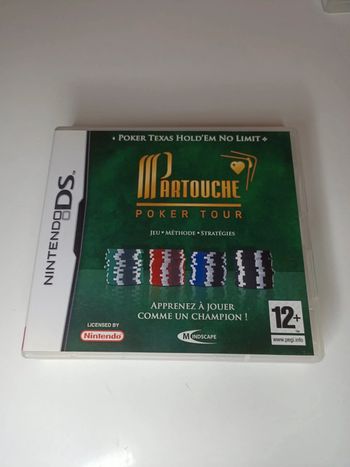 NINTENDO DS™
♦ POKER TEXAS HOLD'EM NO LIMIT ♦
PARTOUCHE
POKER TOUR
JEU • MÉTHODE • STRATÉGIES
APPRENEZ À JOUER
COMME UN CHAMPION !
LICENSED BY
Nintendo
MINDSCAPE
12+
www.pegi.info